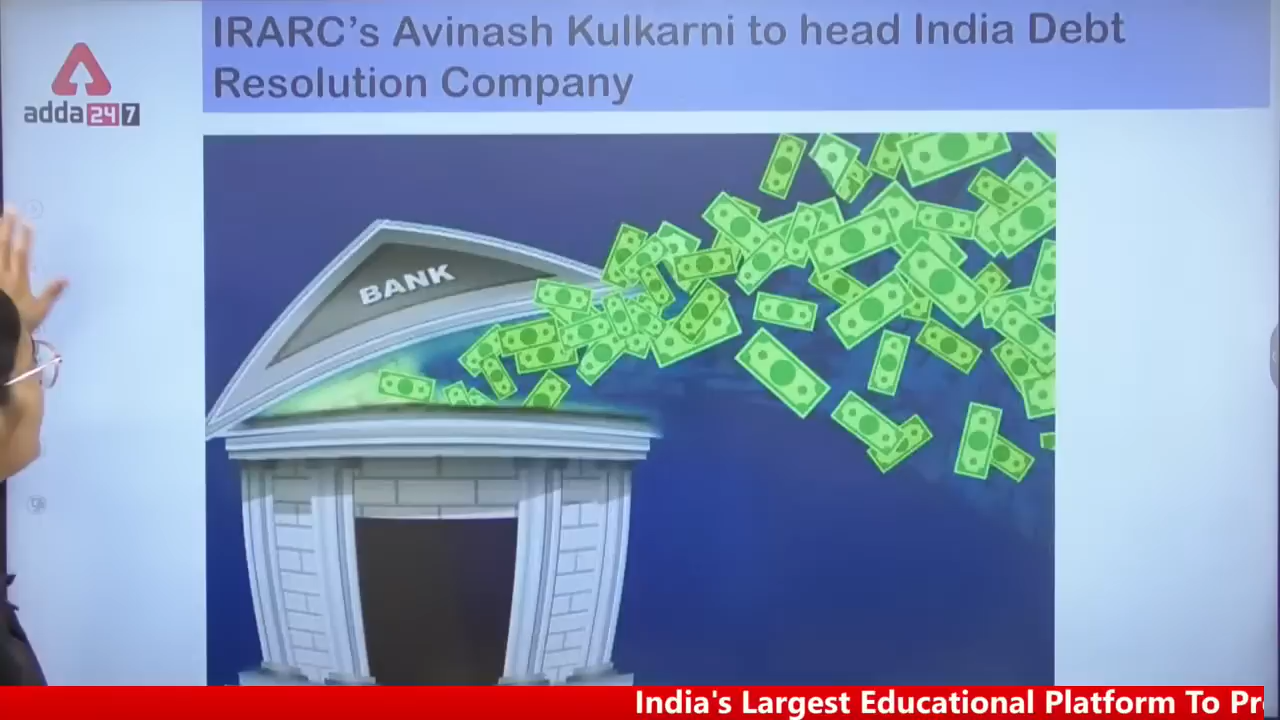 IRARC's Avinash Kulkarni to head India Debt
Resolution Company
adda247
BANK
India's Largest Educational Platform To Pr